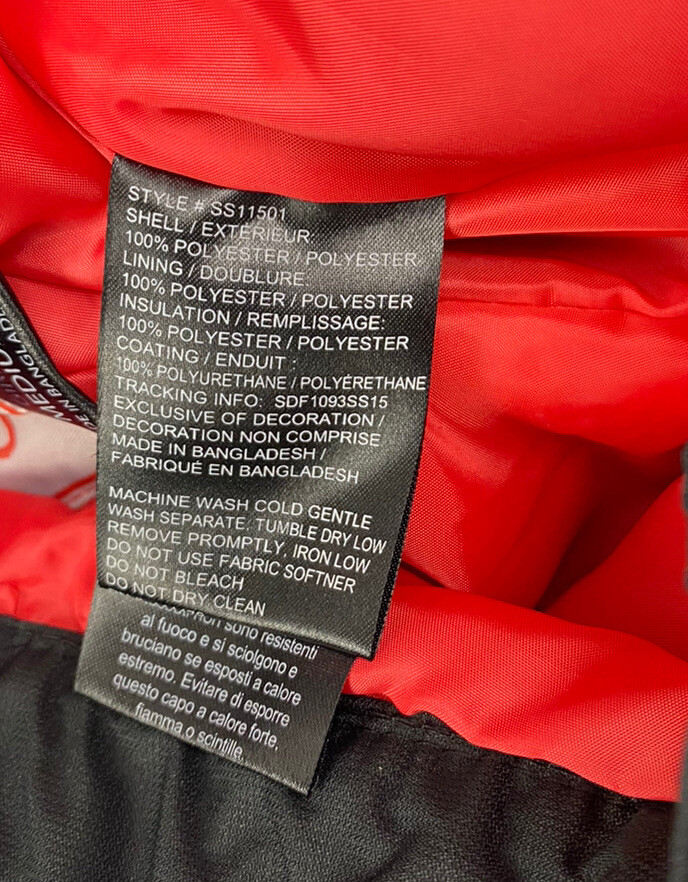 STYLE # SS11501
SHELL / EXTÉRIEUR:
100% POLYESTER / POLYESTER
LINING / DOUBLURE:
100% POLYESTER / POLYESTER
INSULATION / REMPLISSAGE:
100% POLYESTER / POLYESTER
COATING / ENDUIT :
100% POLYURETHANE / POLYÉRETHANE
TRACKING INFO: SDF1093SS15
EXCLUSIVE OF DECORATION /
DECORATION NON COMPRISE
MADE IN BANGLADESH /
FABRIQUÉ EN BANGLADESH
MACHINE WASH COLD GENTLE
WASH SEPARATE, TUMBLE DRY LOW
REMOVE PROMPTLY, IRON LOW
DO NOT USE FABRIC SOFTNER
DO NOT BLEACH
DO NOT DRY CLEAN
sono resistenti
al fuoco e si sciolgono e
bruciano se esposti a calore
estremo. Evitare di esporre
questo capo a calore forte,
fiamma o scintille.
MEDIU
IN BANGLADE